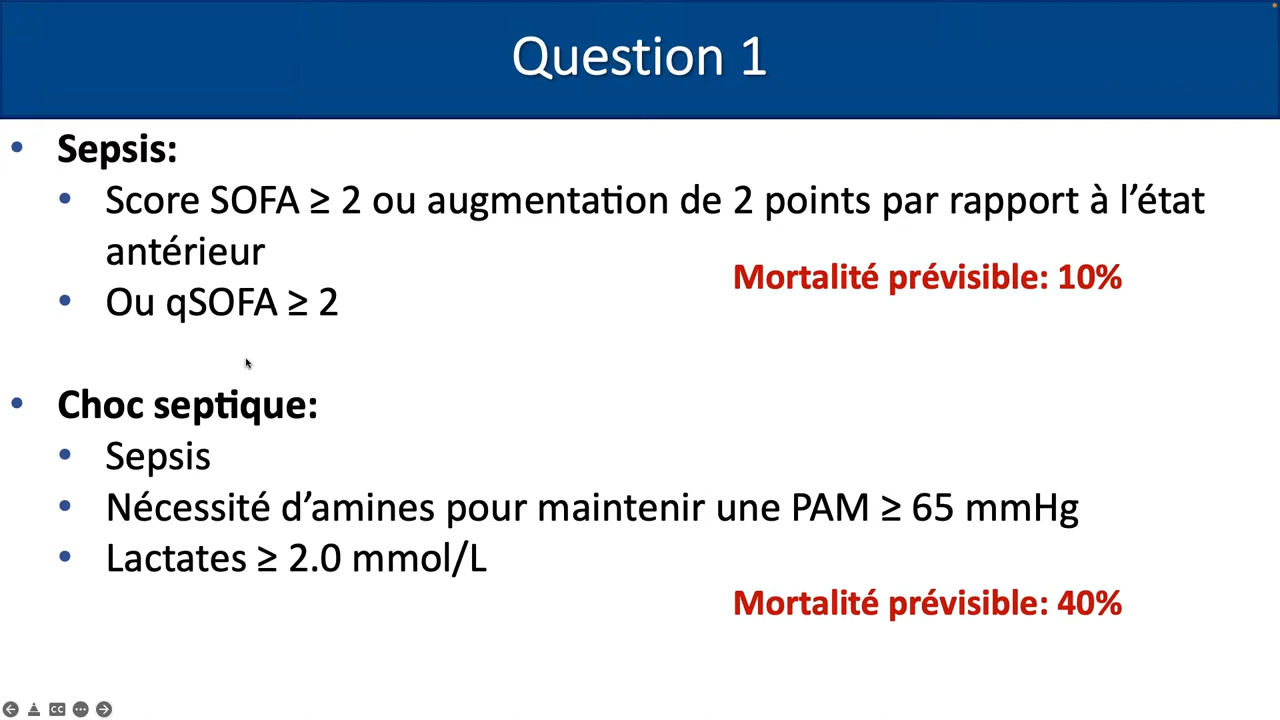 Question 1
• Sepsis:
• Score SOFA ≥ 2 ou augmentation de 2 points par rapport à l’état
antérieur
Mortalité prévisible: 10%
• Ou qSOFA ≥ 2
• Choc septique:
• Sepsis
• Nécessité d’amines pour maintenir une PAM ≥ 65 mmHg
• Lactates ≥ 2.0 mmol/L
Mortalité prévisible: 40%
CC